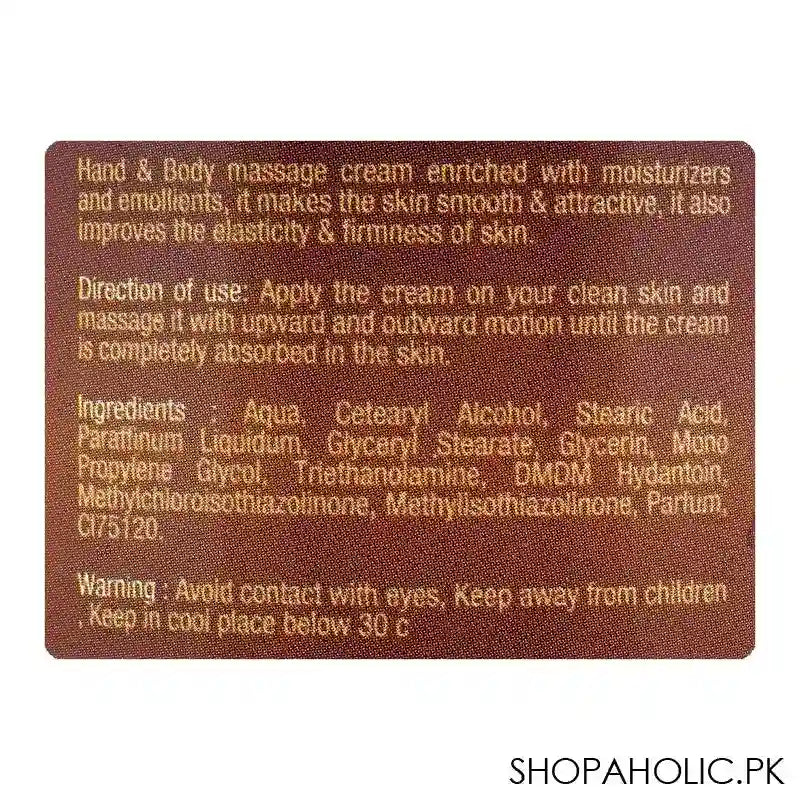 Hand & Body massage cream enriched with moisturizers
and emollients, it makes the skin smooth & attractive, it also
improves the elasticity & firmness of skin.
Direction of use: Apply the cream on your clean skin and
massage it with upward and outward motion until the cream
is completely absorbed in the skin.
Ingredients : Aqua, Cetearyl Alcohol, Stearic Acid,
Paraffinum Liquidum, Glyceryl Stearate, Glycerin, Mono
Propylene Glycol, Triethanolamine, DMDM Hydantoin,
Methylchloroisothiazolinone, Methylisothiazolinone, Parfum,
CI75120.
Warning : Avoid contact with eyes, Keep away from children
, Keep in cool place below 30 c
SHOPAHOLIC.PK